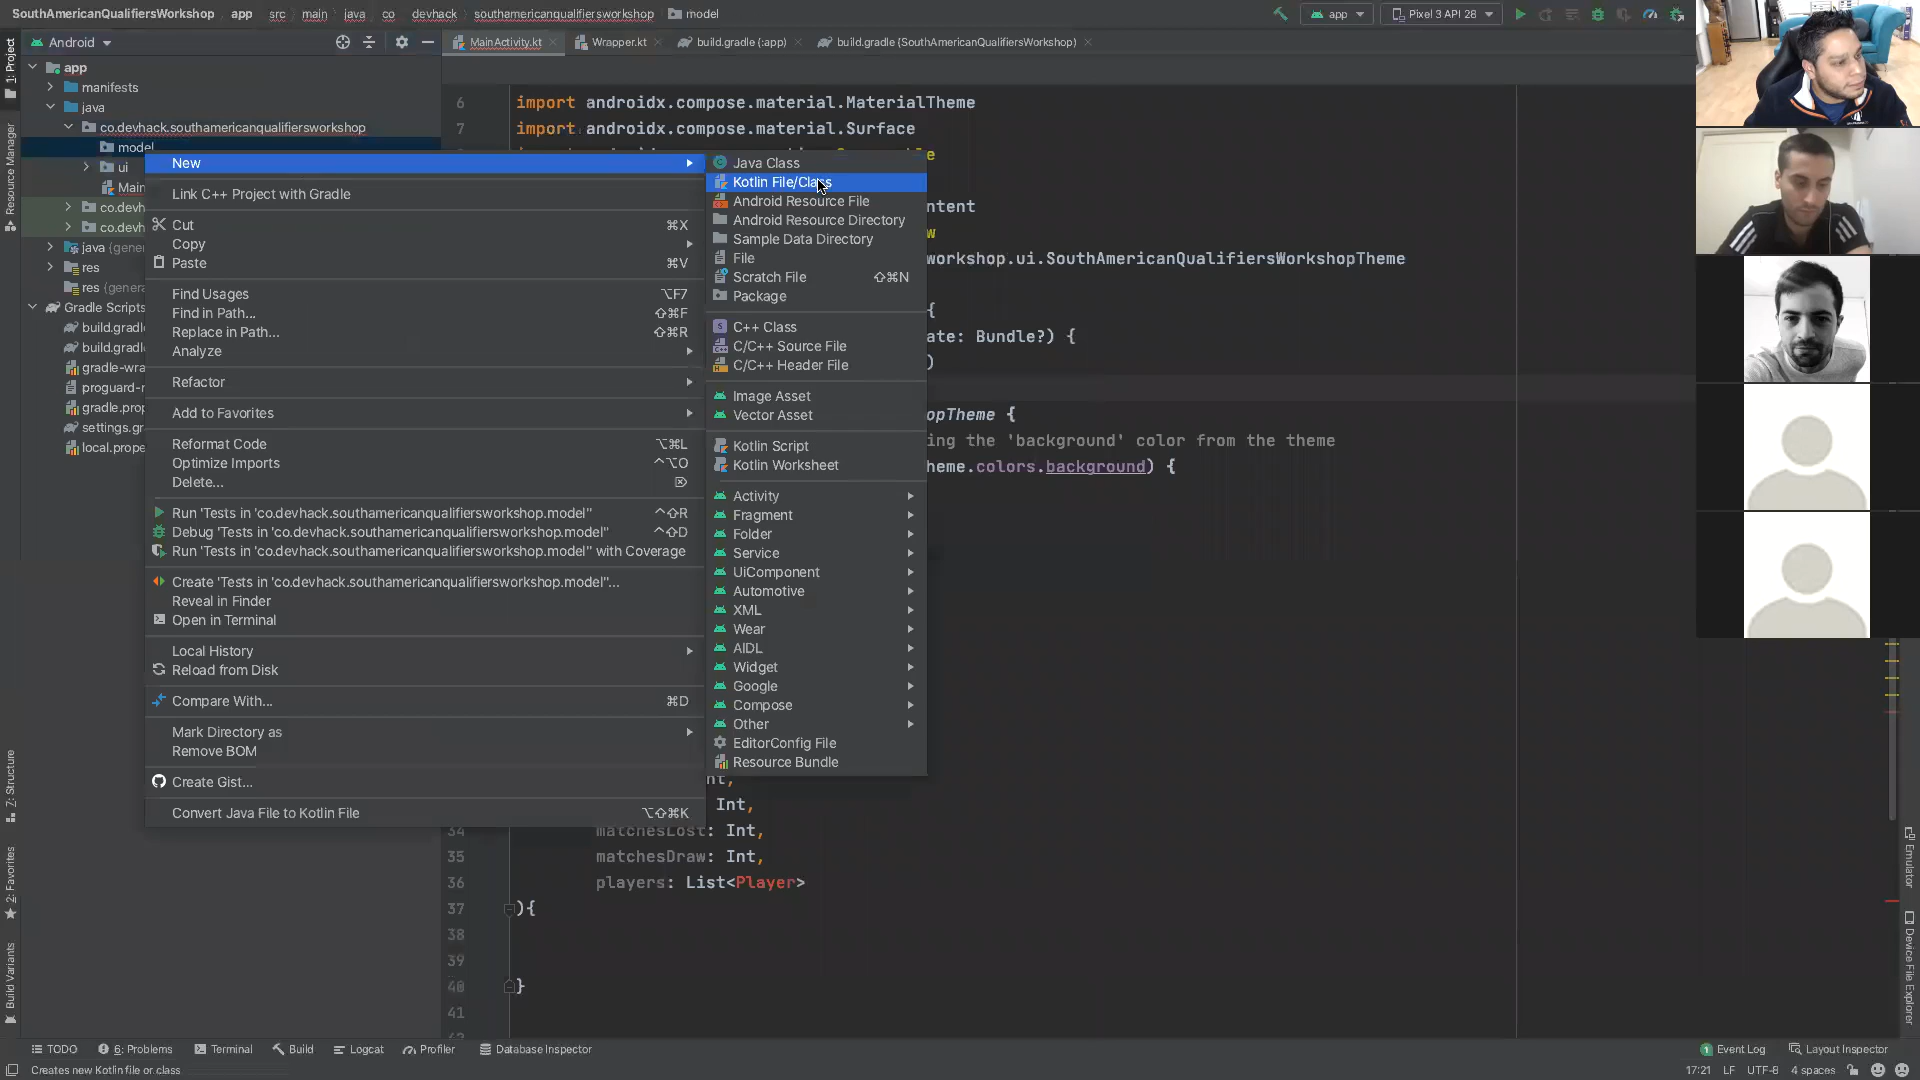 SouthAmericanQualifiersWorkshop app src main java co devhack southamericanqualifiersworkshop model
app Pixel 3 API 28
Android
MainActivity.kt Wrapper.kt build.gradle (:app) build.gradle (SouthAmericanQualifiersWorkshop)
1: Project
Resource Manager
Z: Structure
2: Favorites
Build Variants
app
manifests
java
co.devhack.southamericanqualifiersworkshop
model
ui
Main
co.devh
co.devh
java (gene
res
res (genera
Gradle Scripts
build.gradl
build.gradl
gradle-wra
proguard-r
gradle.prop
settings.gr
local.prope
New
Link C++ Project with Gradle
Cut ⌘X
Copy
Paste ⌘V
Find Usages ⌥F7
Find in Path... ⇧⌘F
Replace in Path... ⇧⌘R
Analyze
Refactor
Add to Favorites
Reformat Code ⌥⌘L
Optimize Imports ^⌥O
Delete... ⌦
Run 'Tests in 'co.devhack.southamericanqualifiersworkshop.model'' ^⇧R
Debug 'Tests in 'co.devhack.southamericanqualifiersworkshop.model'' ^⇧D
Run 'Tests in 'co.devhack.southamericanqualifiersworkshop.model'' with Coverage
Create 'Tests in 'co.devhack.southamericanqualifiersworkshop.model''...
Reveal in Finder
Open in Terminal
Local History
Reload from Disk
Compare With... ⌘D
Mark Directory as
Remove BOM
Create Gist...
Convert Java File to Kotlin File ⌥⇧⌘K
Java Class
Kotlin File/Class
Android Resource File
Android Resource Directory
Sample Data Directory
File
Scratch File ⇧⌘N
Package
C++ Class
C/C++ Source File
C/C++ Header File
Image Asset
Vector Asset
Kotlin Script
Kotlin Worksheet
Activity
Fragment
Folder
Service
UiComponent
Automotive
XML
Wear
AIDL
Widget
Google
Compose
Other
EditorConfig File
Resource Bundle
6 import androidx.compose.material.MaterialTheme
7 import androidx.compose.material.Surface
e
ntent
w
workshop.ui.SouthAmericanQualifiersWorkshopTheme
{
ate: Bundle?) {
)
opTheme {
ing the 'background' color from the theme
heme.colors.background) {
nt,
Int,
34 matchesLost: Int,
35 matchesDraw: Int,
36 players: List<Player>
37 ){
38
39
40 }
41
Emulator
Device File Explorer
TODO 6: Problems Terminal Build Logcat Profiler Database Inspector 1 Event Log Layout Inspector
Creates new Kotlin file or class 17:21 LF UTF-8 4 spaces